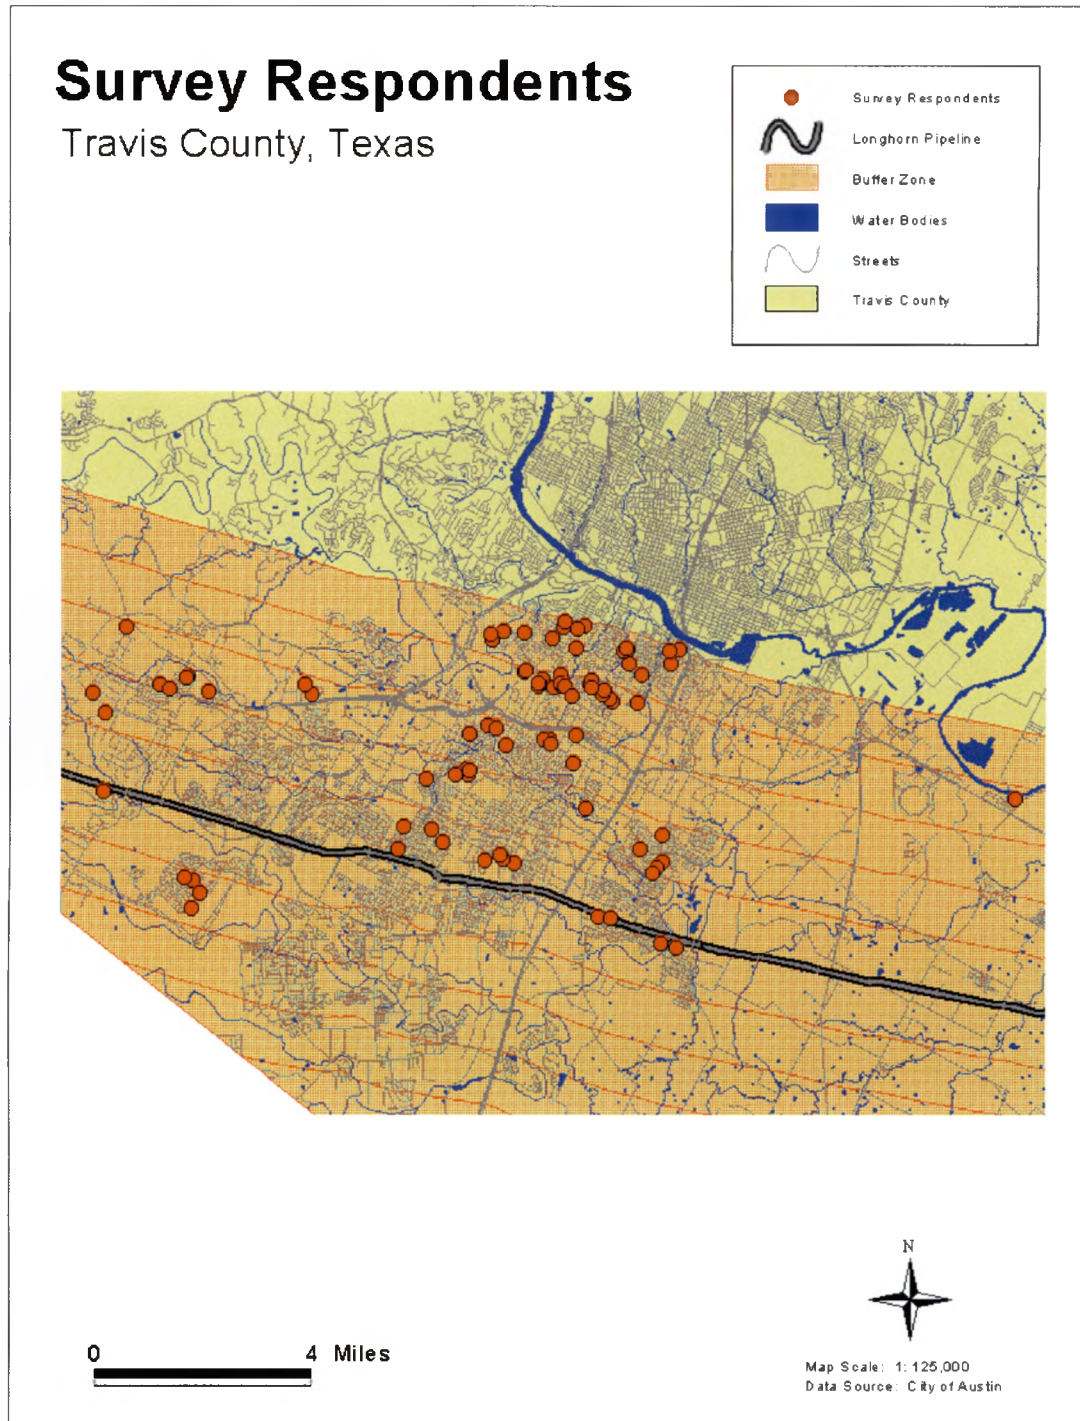 Survey Respondents
Travis County, Texas
Survey Respondents
Longhorn Pipeline
Buffer Zone
Water Bodies
Streets
Travis County
N
0 4 Miles
Map Scale: 1:125,000
Data Source: City of Austin